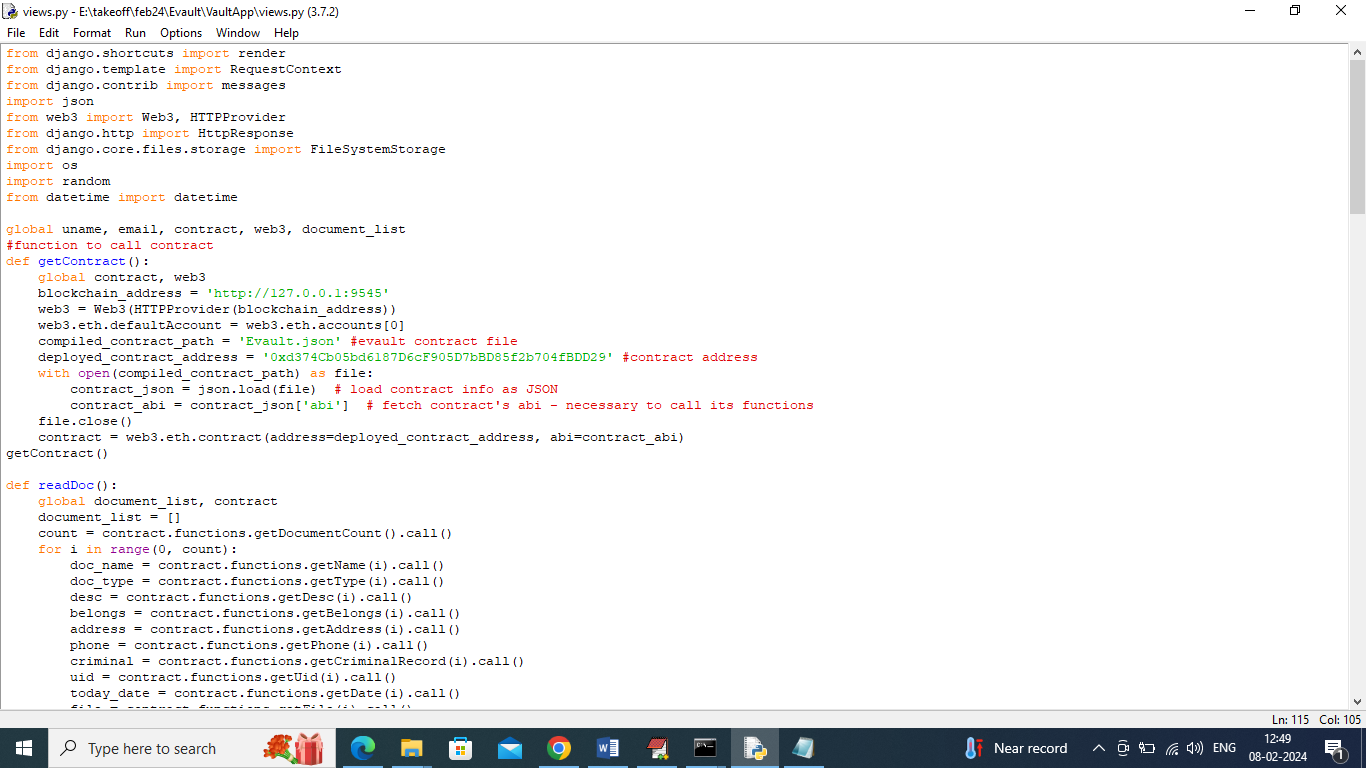 views.py - E:\takeoff\feb24\Evault\VaultApp\views.py (3.7.2)
File Edit Format Run Options Window Help
from django.shortcuts import render
from django.template import RequestContext
from django.contrib import messages
import json
from web3 import Web3, HTTPProvider
from django.http import HttpResponse
from django.core.files.storage import FileSystemStorage
import os
import random
from datetime import datetime

global uname, email, contract, web3, document_list
#function to call contract
def getContract():
    global contract, web3
    blockchain_address = 'http://127.0.0.1:9545'
    web3 = Web3(HTTPProvider(blockchain_address))
    web3.eth.defaultAccount = web3.eth.accounts[0]
    compiled_contract_path = 'Evault.json' #evault contract file
    deployed_contract_address = '0xd374Cb05bd6187D6cF905D7bBD85f2b704fBDD29' #contract address
    with open(compiled_contract_path) as file:
        contract_json = json.load(file)  # load contract info as JSON
        contract_abi = contract_json['abi']  # fetch contract's abi - necessary to call its functions
    file.close()
    contract = web3.eth.contract(address=deployed_contract_address, abi=contract_abi)
getContract()

def readDoc():
    global document_list, contract
    document_list = []
    count = contract.functions.getDocumentCount().call()
    for i in range(0, count):
        doc_name = contract.functions.getName(i).call()
        doc_type = contract.functions.getType(i).call()
        desc = contract.functions.getDesc(i).call()
        belongs = contract.functions.getBelongs(i).call()
        address = contract.functions.getAddress(i).call()
        phone = contract.functions.getPhone(i).call()
        criminal = contract.functions.getCriminalRecord(i).call()
        uid = contract.functions.getUid(i).call()
        today_date = contract.functions.getDate(i).call()
        file = contract.functions.getFile(i).call()
Ln: 115 Col: 105
Type here to search
Near record
ENG
12:49
08-02-2024
1